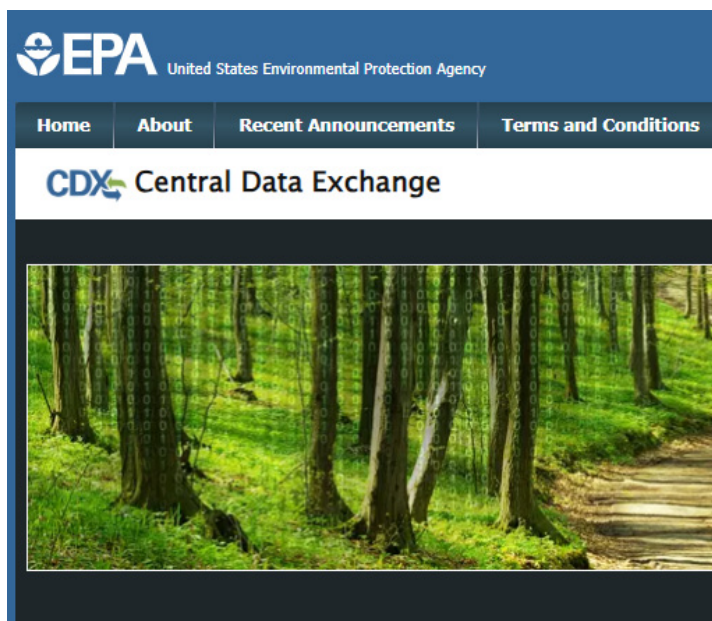 EPA United States Environmental Protection Agency
Home About Recent Announcements Terms and Conditions
CDX Central Data Exchange